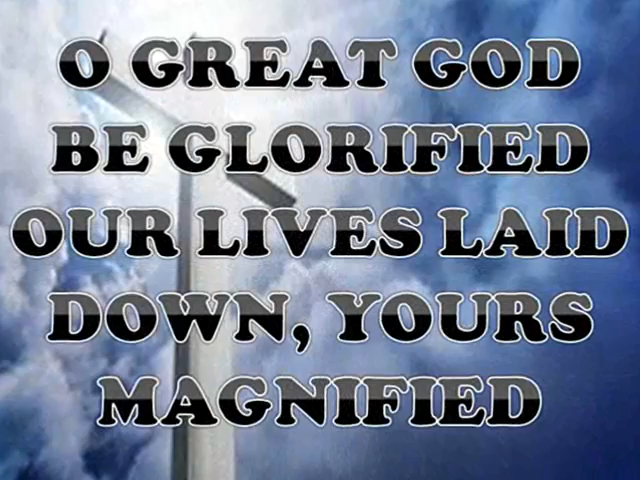 O GREAT GOD
BE GLORIFIED
OUR LIVES LAID
DOWN, YOURS
MAGNIFIED